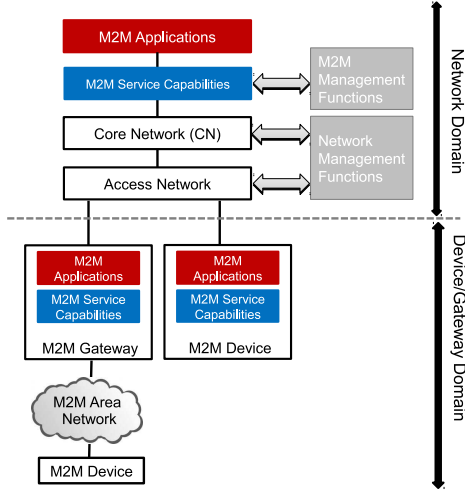 M2M Applications
M2M Service Capabilities
M2M
Management
Functions
Core Network (CN)
Network
Management
Functions
Access Network
Network Domain
M2M
Applications
M2M Service
Capabilities
M2M Gateway
M2M
Applications
M2M Service
Capabilities
M2M Device
M2M Area
Network
M2M Device
Device/Gateway Domain